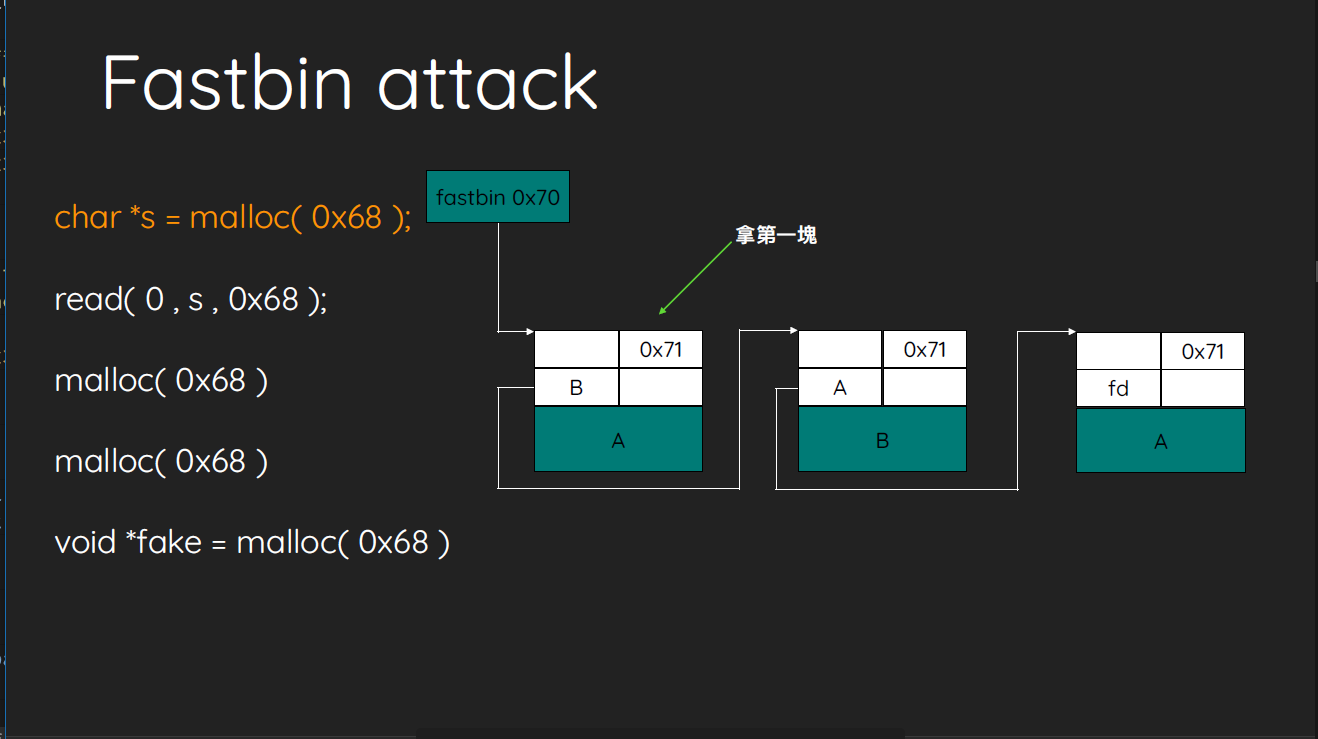 Fastbin attack
char *s = malloc( 0x68 );
fastbin 0x70
拿第一塊
read( 0 , s , 0x68 );
malloc( 0x68 )
malloc( 0x68 )
void *fake = malloc( 0x68 )
0x71
B
A
0x71
A
B
0x71
fd
A